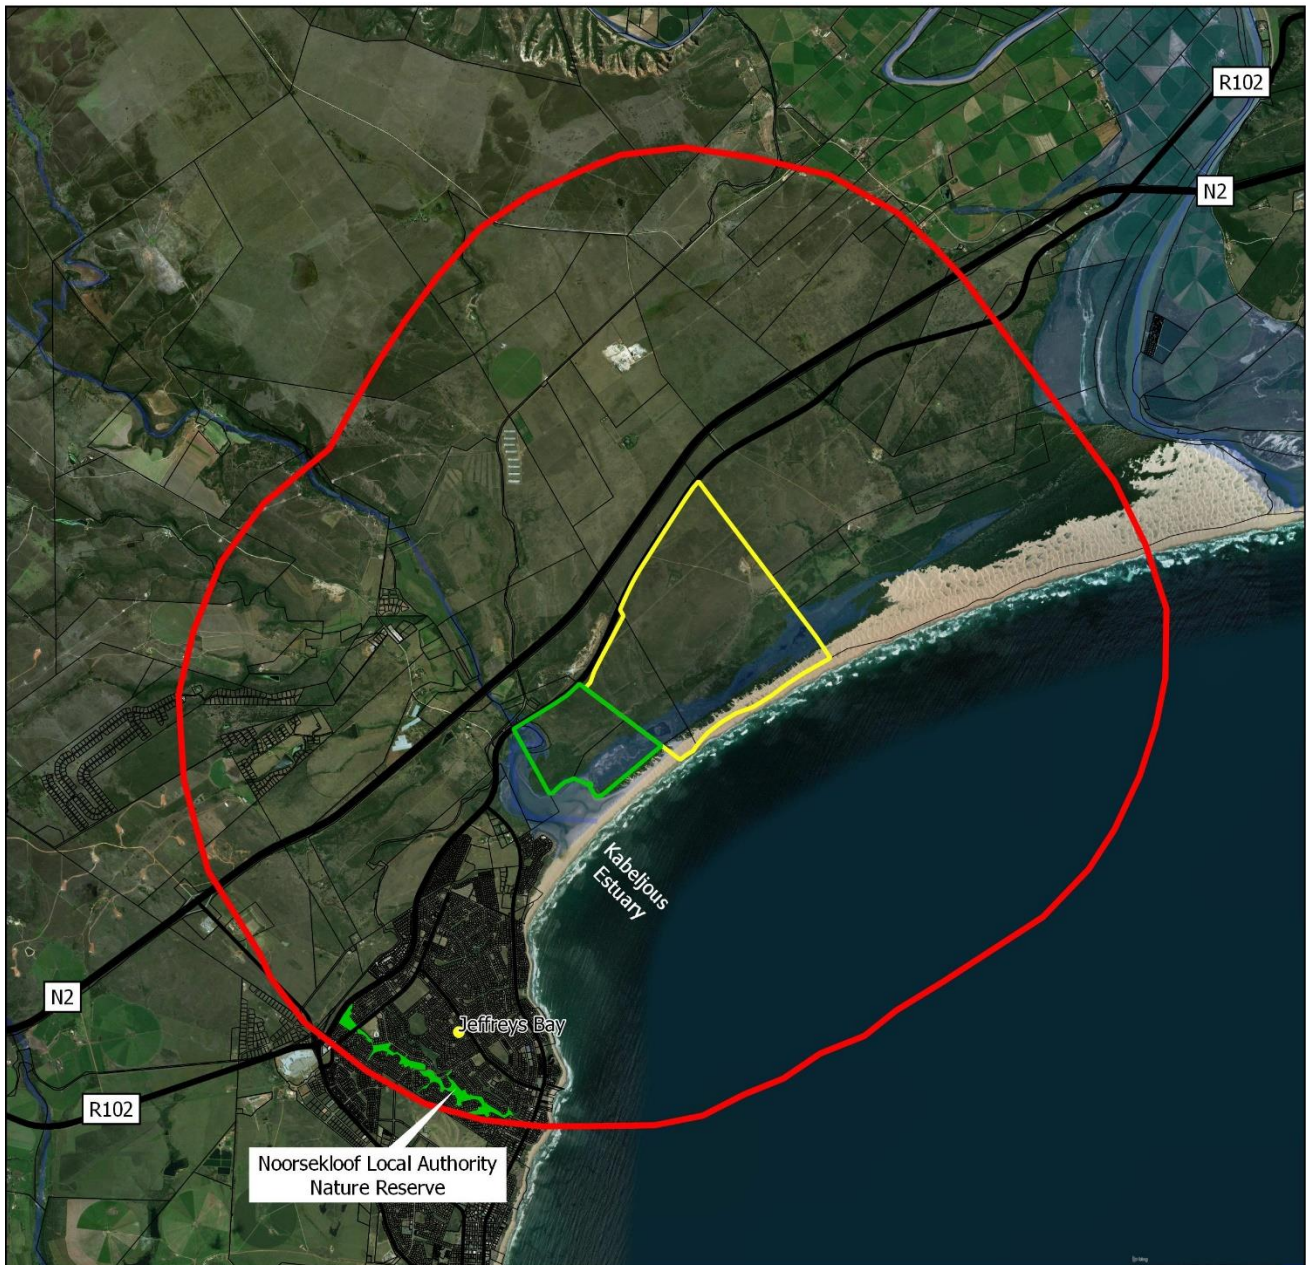 R102
N2
Kabeljous
Estuary
N2
Jeffreys Bay
R102
Noorsekloof Local Authority
Nature Reserve